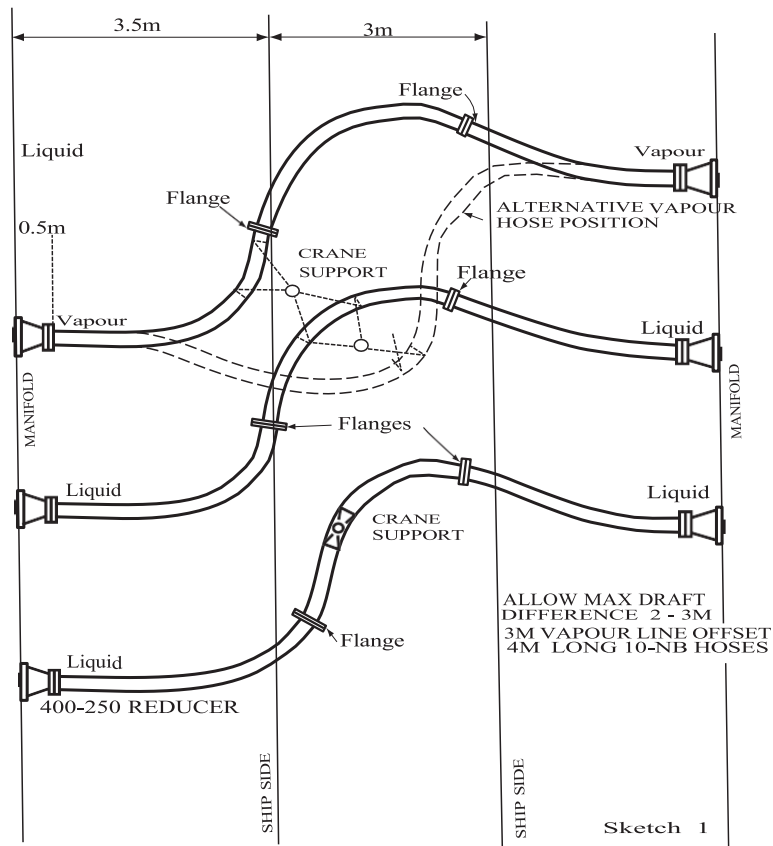 3.5m
3m
Flange
Liquid
Vapour
Flange
ALTERNATIVE VAPOUR
HOSE POSITION
0.5m
CRANE
SUPPORT
Flange
Vapour
Liquid
MANIFOLD
MANIFOLD
Flanges
Liquid
Liquid
CRANE
SUPPORT
ALLOW MAX DRAFT
DIFFERENCE 2 - 3M
3M VAPOUR LINE OFFSET
4M LONG 10-NB HOSES
Flange
Liquid
400-250 REDUCER
SHIP SIDE
SHIP SIDE
Sketch 1